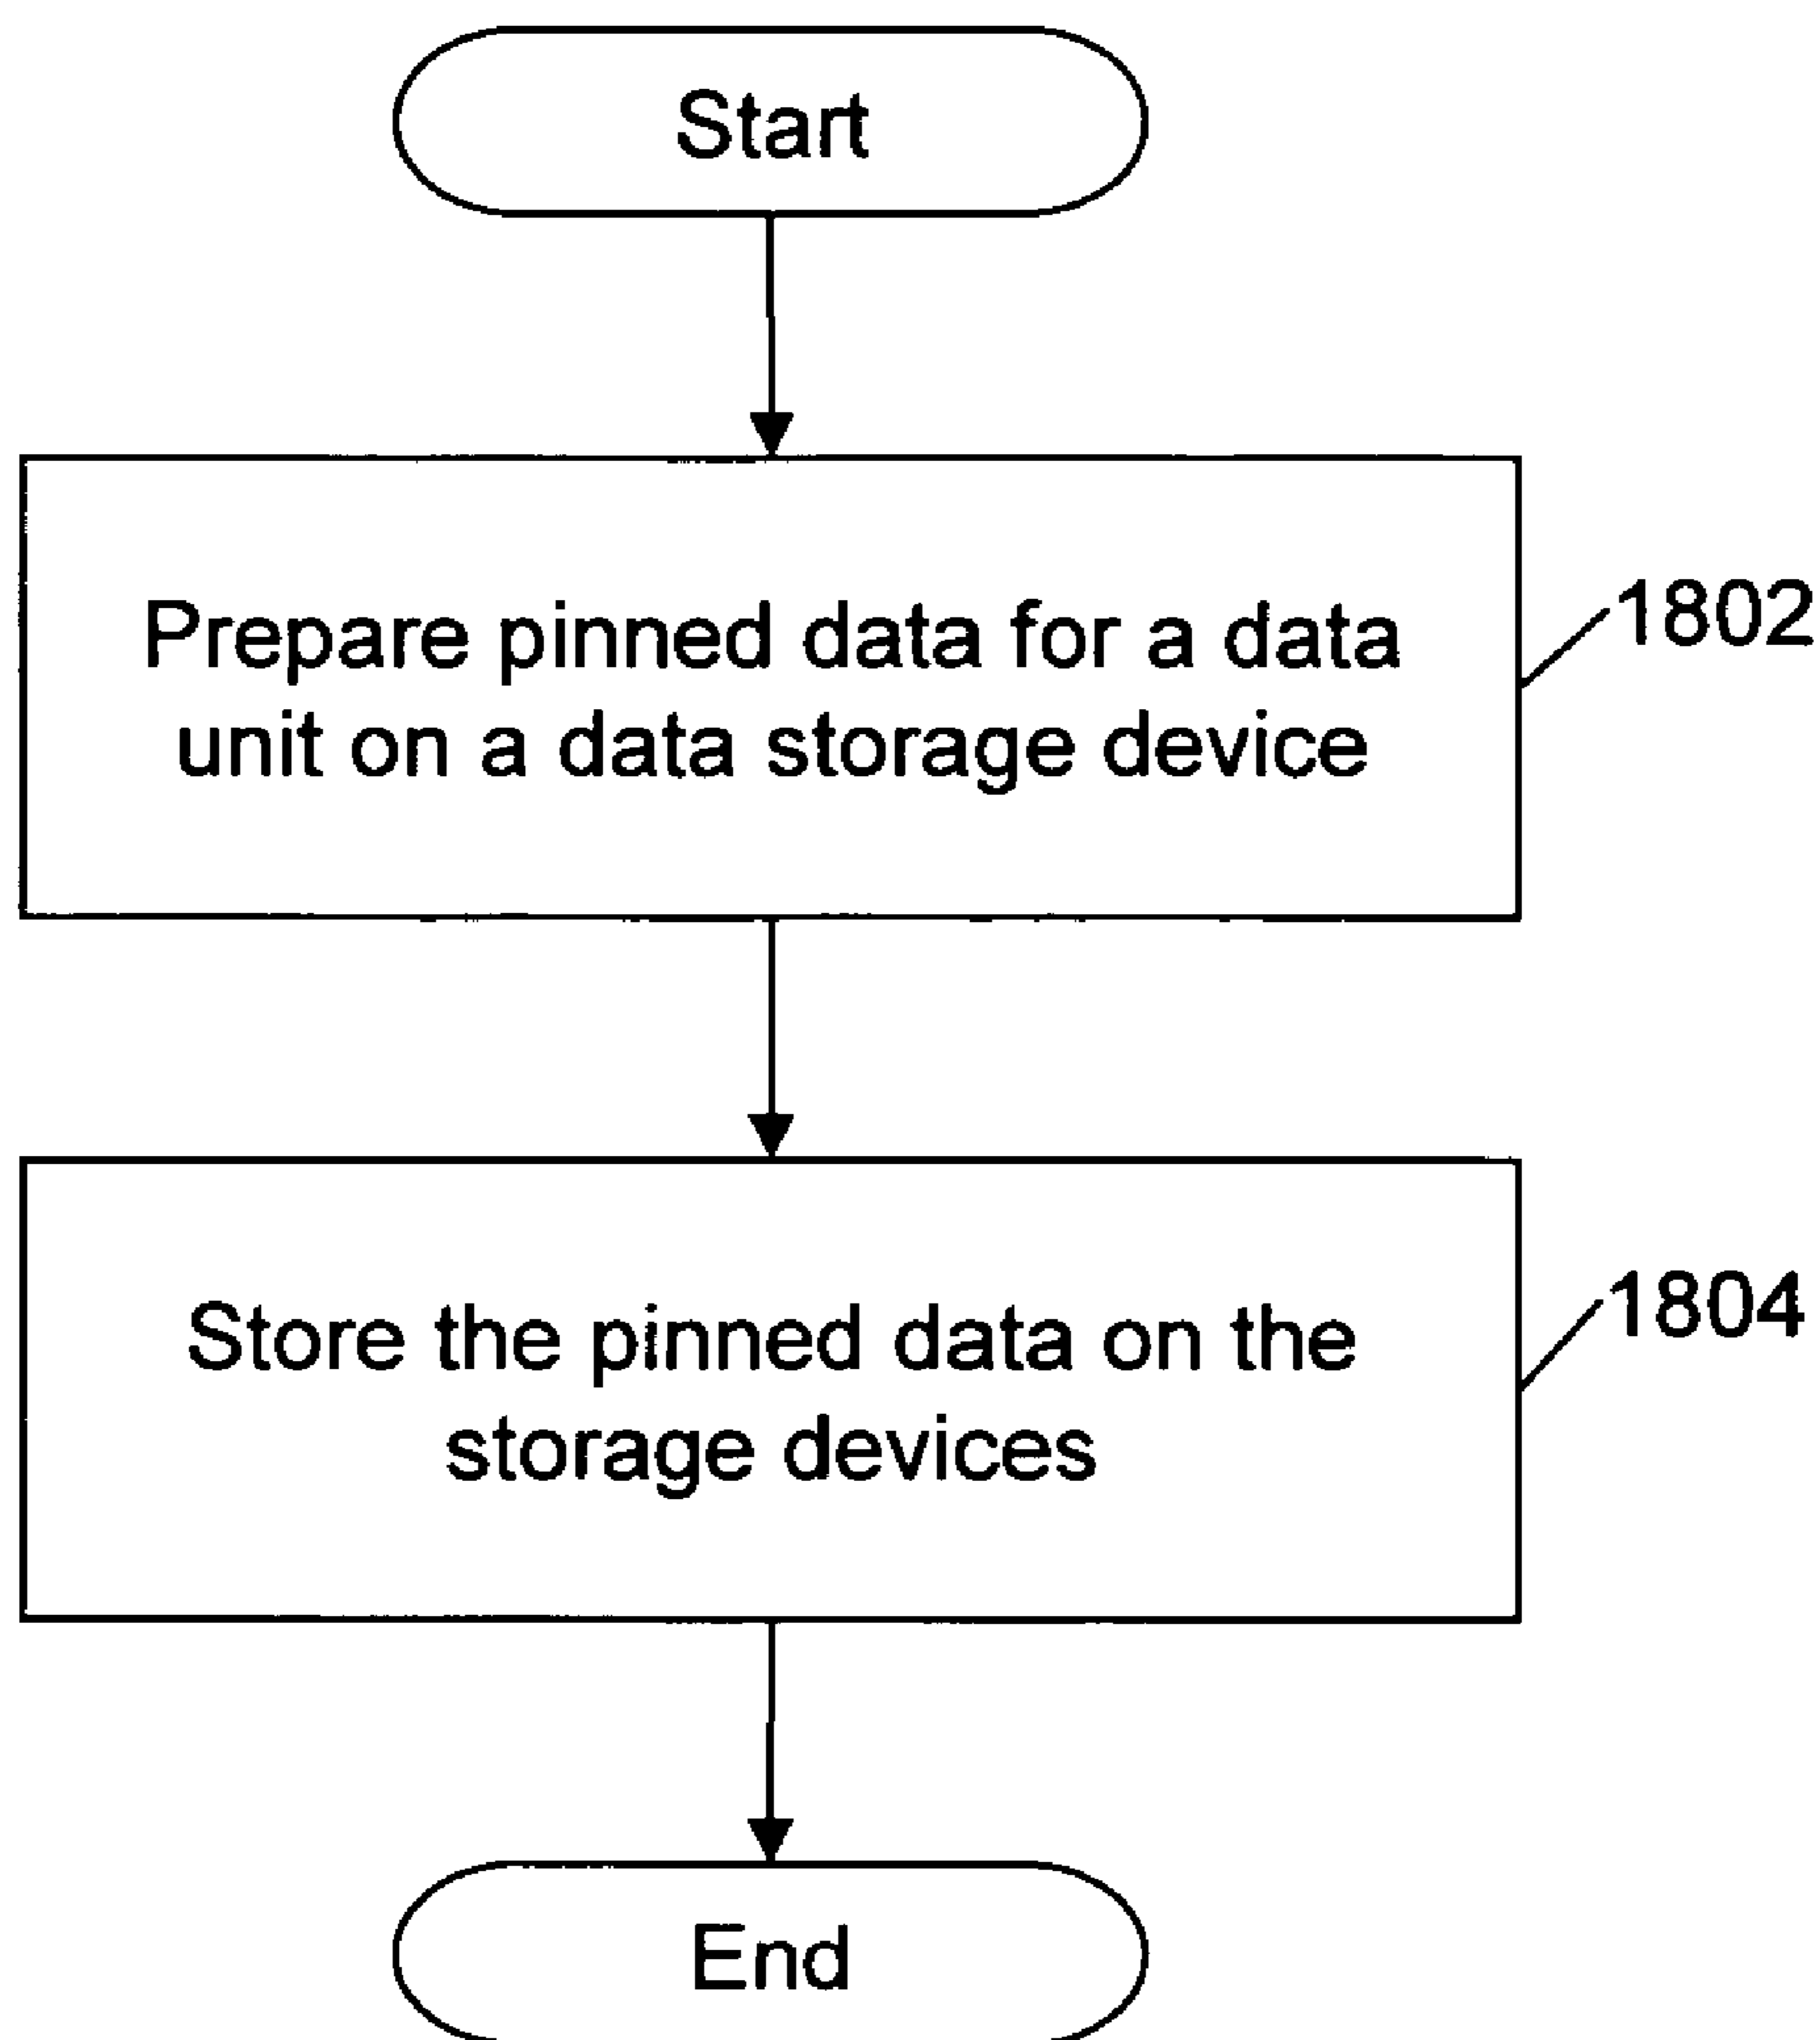 Start
Prepare pinned data for a data
unit on a data storage device
1802
Store the pinned data on the
storage devices
1804
End